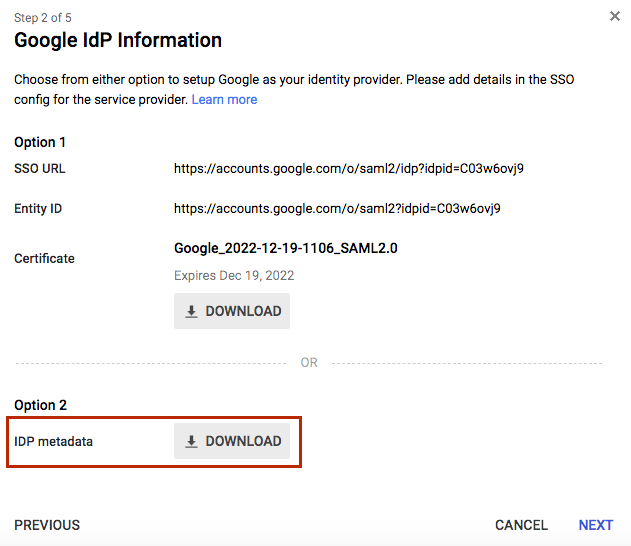 Step 2 of 5
Google IdP Information
Choose from either option to setup Google as your identity provider. Please add details in the SSO
config for the service provider. Learn more
Option 1
SSO URL https://accounts.google.com/o/saml2/idp?idpid=C03w6ovj9
Entity ID https://accounts.google.com/o/saml2?idpid=C03w6ovj9
Certificate Google_2022-12-19-1106_SAML2.0
Expires Dec 19, 2022
DOWNLOAD
OR
Option 2
IDP metadata DOWNLOAD
PREVIOUS CANCEL NEXT